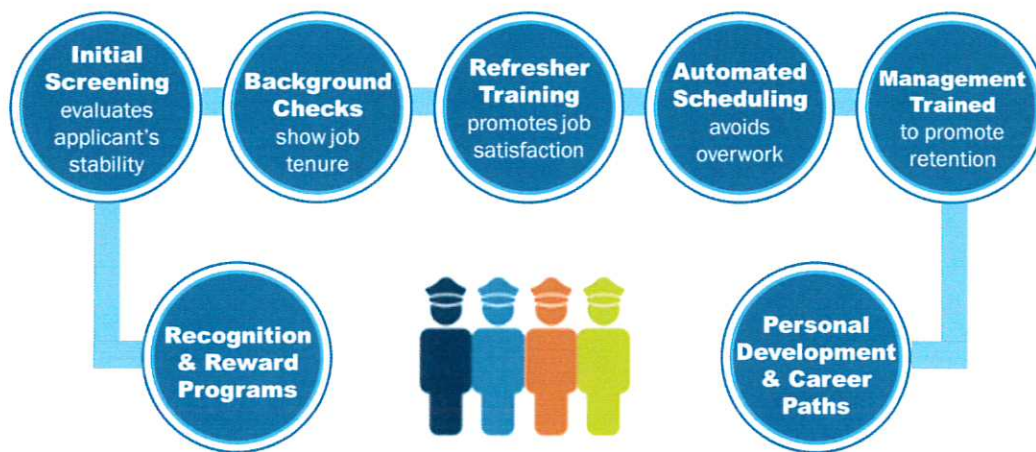 Initial
Screening
evaluates
applicant's
stability
Background
Checks
show job
tenure
Refresher
Training
promotes job
satisfaction
Automated
Scheduling
avoids
overwork
Management
Trained
to promote
retention
Recognition
& Reward
Programs
Personal
Development
& Career
Paths